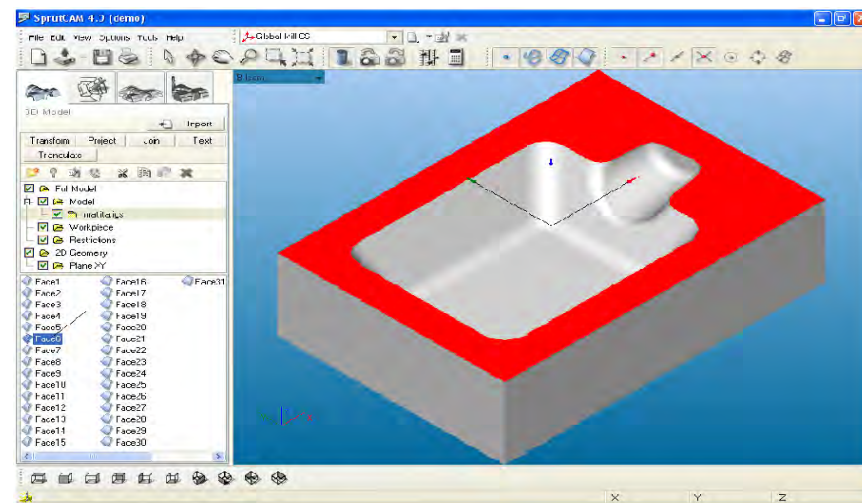 SprutCAM 4.0 (demo)
File Edit View Options Tools Help
Global Mill CS
3D Model
Import
Transform Project Join Text
Full Model
Model
Workpiece
Restrictions
2D Geometry
Plane XY
Face1 Face16 Face31
Face2 Face17
Face3 Face18
Face4 Face19
Face5 Face20
Face6 Face21
Face7 Face22
Face8 Face23
Face9 Face24
Face10 Face25
Face11 Face26
Face12 Face27
Face13 Face28
Face14 Face29
Face15 Face30
X Y Z